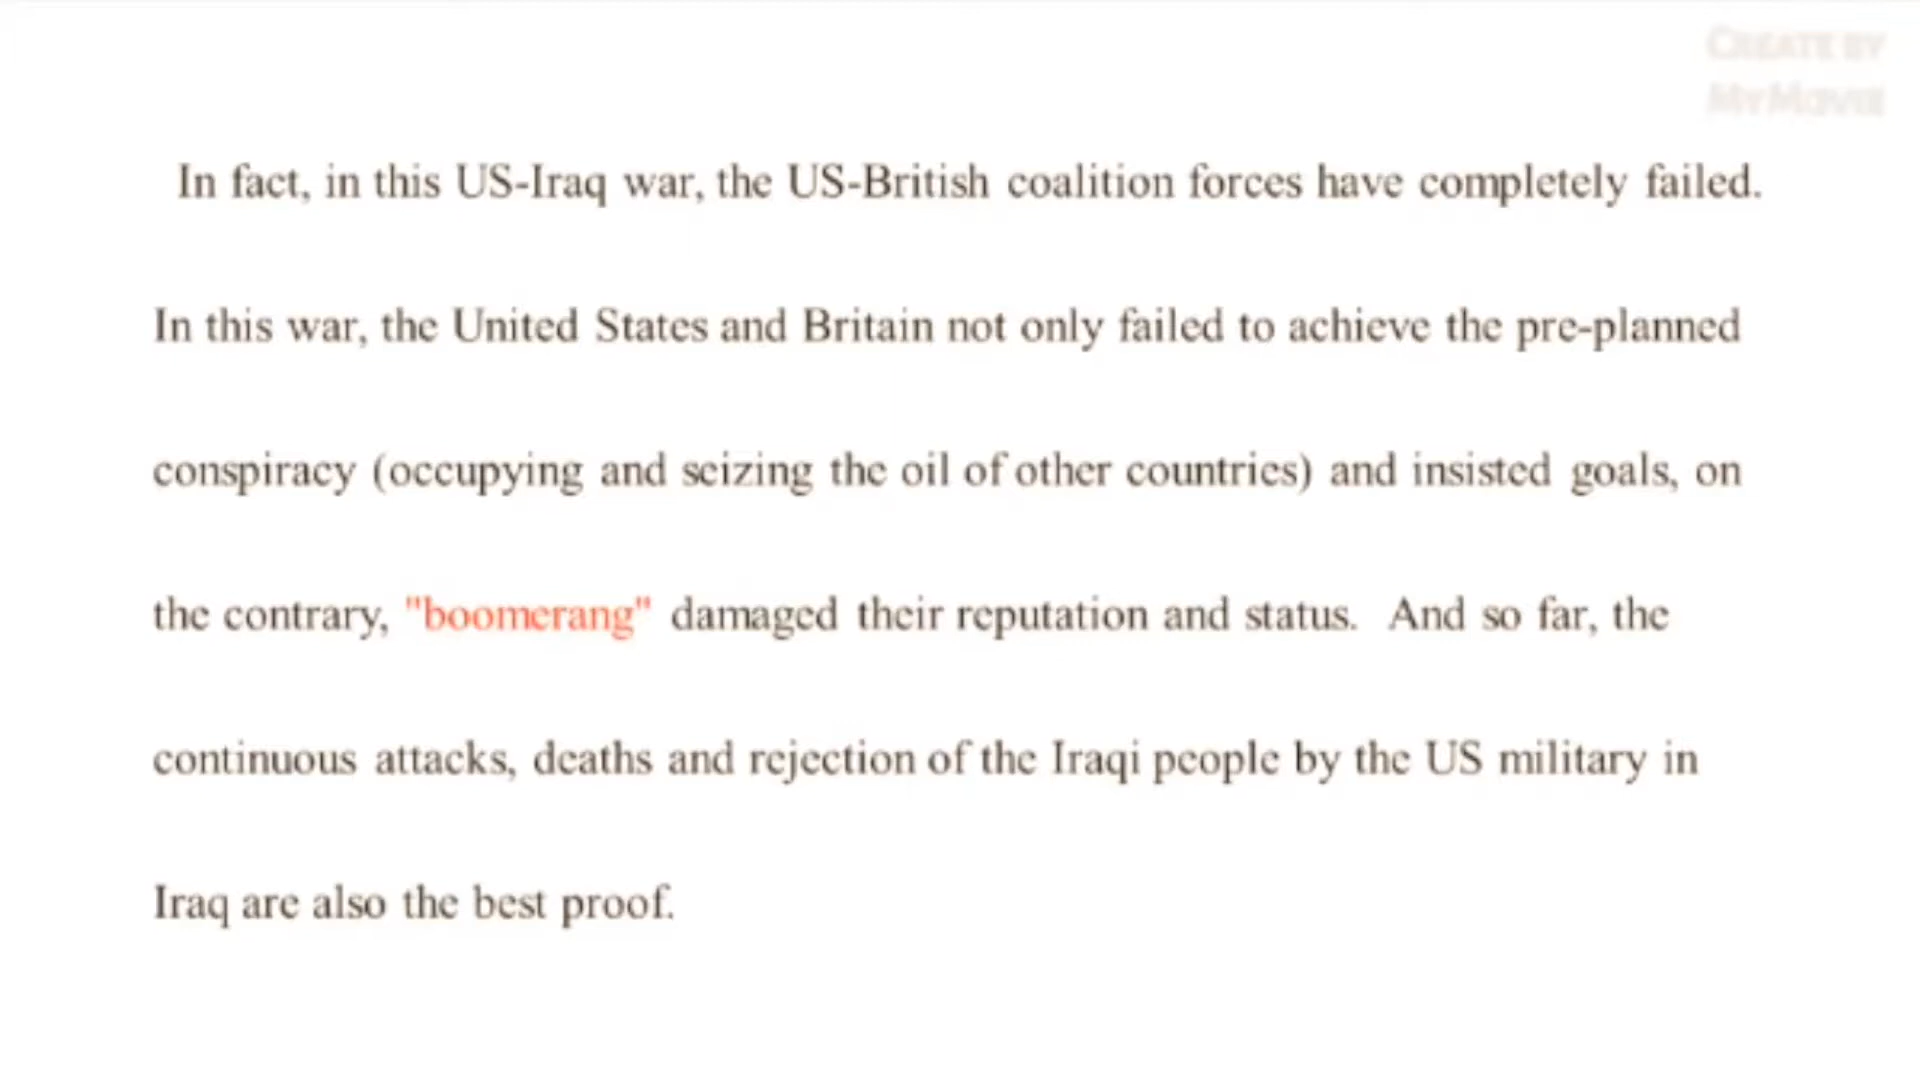 CREATE BY
MYMOVIE
In fact, in this US-Iraq war, the US-British coalition forces have completely failed.
In this war, the United States and Britain not only failed to achieve the pre-planned
conspiracy (occupying and seizing the oil of other countries) and insisted goals, on
the contrary, "boomerang" damaged their reputation and status. And so far, the
continuous attacks, deaths and rejection of the Iraqi people by the US military in
Iraq are also the best proof.